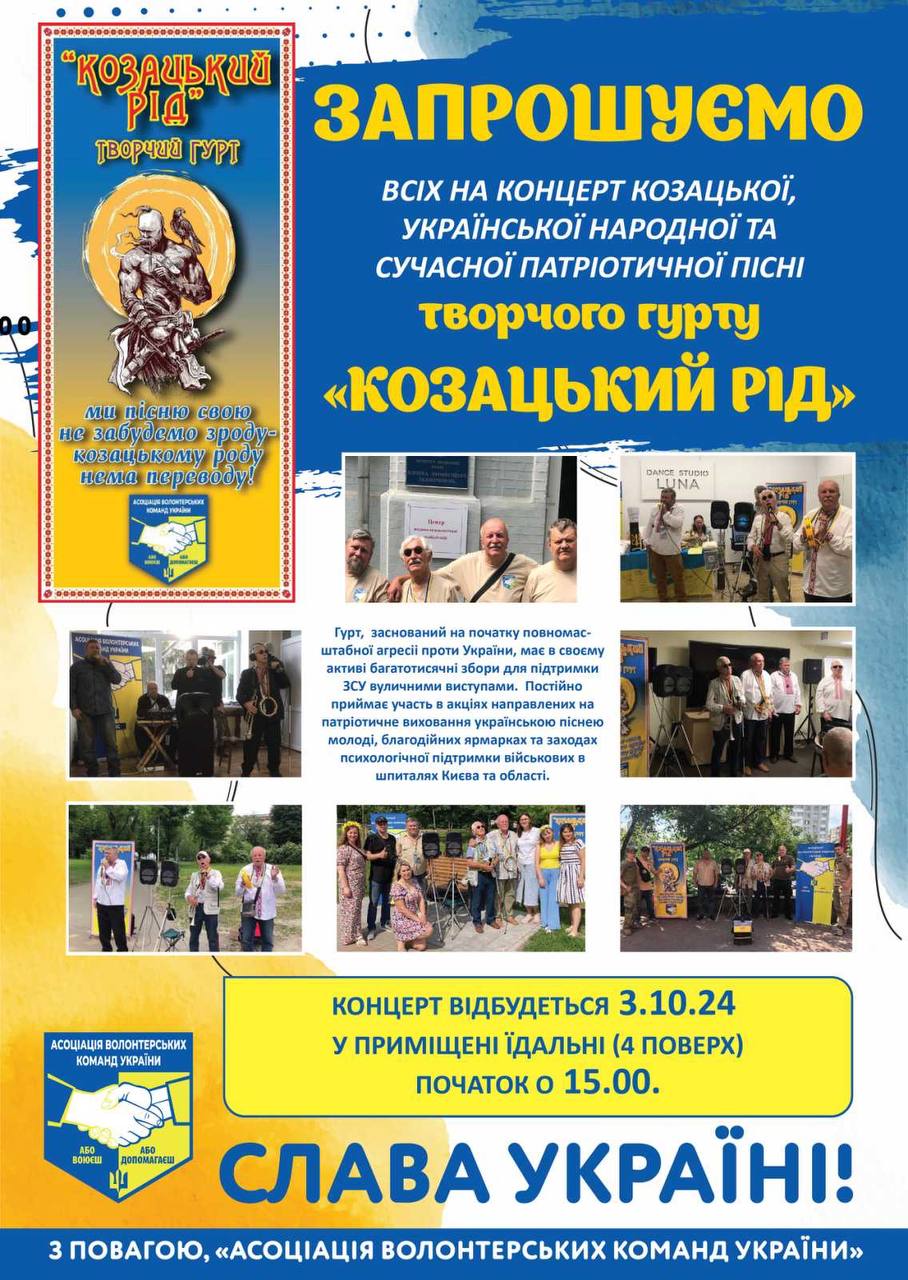 "КОЗАЦЬКИЙ
РІД"
ТВОРЧИЙ ГУРТ
ми пісню свою
не забудемо зроду-
козацькому роду
нема переводу!
АСОЦІАЦІЯ ВОЛОНТЕРСЬКИХ
КОМАНД УКРАЇНИ
АБО
ВОЮЄШ
АБО
ДОПОМАГАЄШ
ЗАПРОШУЄМО
ВСІХ НА КОНЦЕРТ КОЗАЦЬКОЇ,
УКРАЇНСЬКОЇ НАРОДНОЇ ТА
СУЧАСНОЇ ПАТРІОТИЧНОЇ ПІСНІ
творчого гурту
«КОЗАЦЬКИЙ РІД»
00
Центр
DANCE STUDIO
LUNA
Гурт, заснований на початку повномас-
штабної агресії проти України, має в своєму
активі багатотисячні збори для підтримки
ЗСУ вуличними виступами. Постійно
приймає участь в акціях направлених на
патріотичне виховання українською піснею
молоді, благодійних ярмарках та заходах
психологічної підтримки військових в
шпиталях Києва та області.
КОНЦЕРТ ВІДБУДЕТЬСЯ 3.10.24
У ПРИМІЩЕНІ ЇДАЛЬНІ (4 ПОВЕРХ)
ПОЧАТОК О 15.00.
АСОЦІАЦІЯ ВОЛОНТЕРСЬКИХ
КОМАНД УКРАЇНИ
АБО
ВОЮЄШ
АБО
ДОПОМАГАЄШ
СЛАВА УКРАЇНІ!
З ПОВАГОЮ, «АСОЦІАЦІЯ ВОЛОНТЕРСЬКИХ КОМАНД УКРАЇНИ»